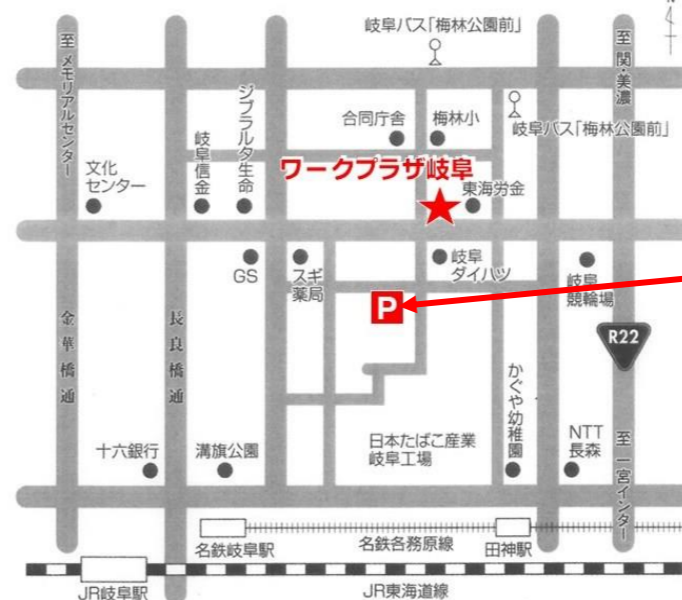 N
岐阜バス「梅林公園前」
至 メモリアルセンター
ジブラルタ生命
岐阜信金
合同庁舎
梅林小
岐阜バス「梅林公園前」
至 関・美濃
文化
センター
ワークプラザ岐阜
東海労金
GS
スギ
薬局
岐阜
ダイハツ
岐阜
競輪場
P
R22
金華橋通
長良橋通
かぐや幼稚園
十六銀行
溝旗公園
日本たばこ産業
岐阜工場
NTT
長森
至 一宮インター
名鉄岐阜駅
名鉄各務原線
田神駅
JR岐阜駅
JR東海道線